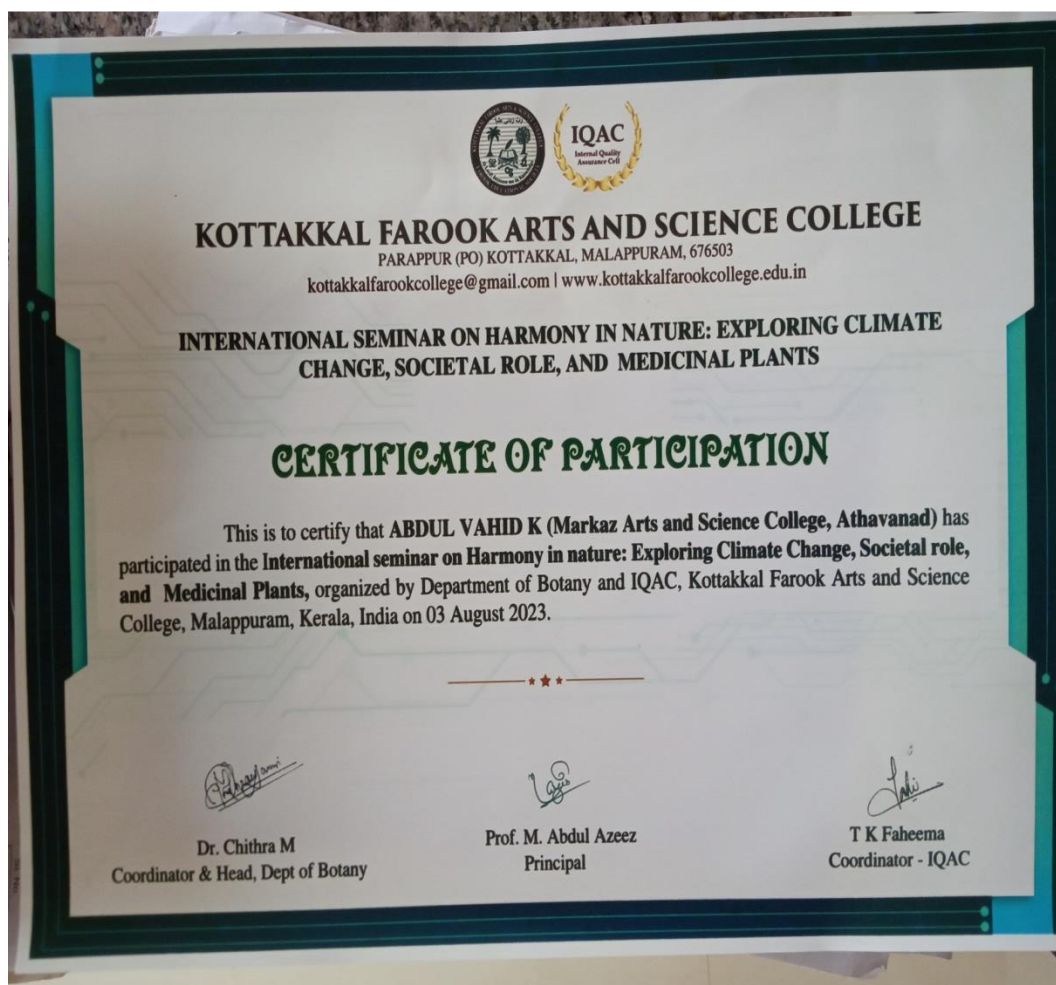 IQAC
Internal Quality
Assurance Cell
KOTTAKKAL FAROOK ARTS AND SCIENCE COLLEGE
PARAPPUR (PO) KOTTAKKAL, MALAPPURAM, 676503
kottakkalfarookcollege@gmail.com | www.kottakkalfarookcollege.edu.in
INTERNATIONAL SEMINAR ON HARMONY IN NATURE: EXPLORING CLIMATE
CHANGE, SOCIETAL ROLE, AND MEDICINAL PLANTS
CERTIFICATE OF PARTICIPATION
This is to certify that ABDUL VAHID K (Markaz Arts and Science College, Athavanad) has
participated in the International seminar on Harmony in nature: Exploring Climate Change, Societal role,
and Medicinal Plants, organized by Department of Botany and IQAC, Kottakkal Farook Arts and Science
College, Malappuram, Kerala, India on 03 August 2023.
Dr. Chithra M
Coordinator & Head, Dept of Botany
Prof. M. Abdul Azeez
Principal
T K Faheema
Coordinator - IQAC